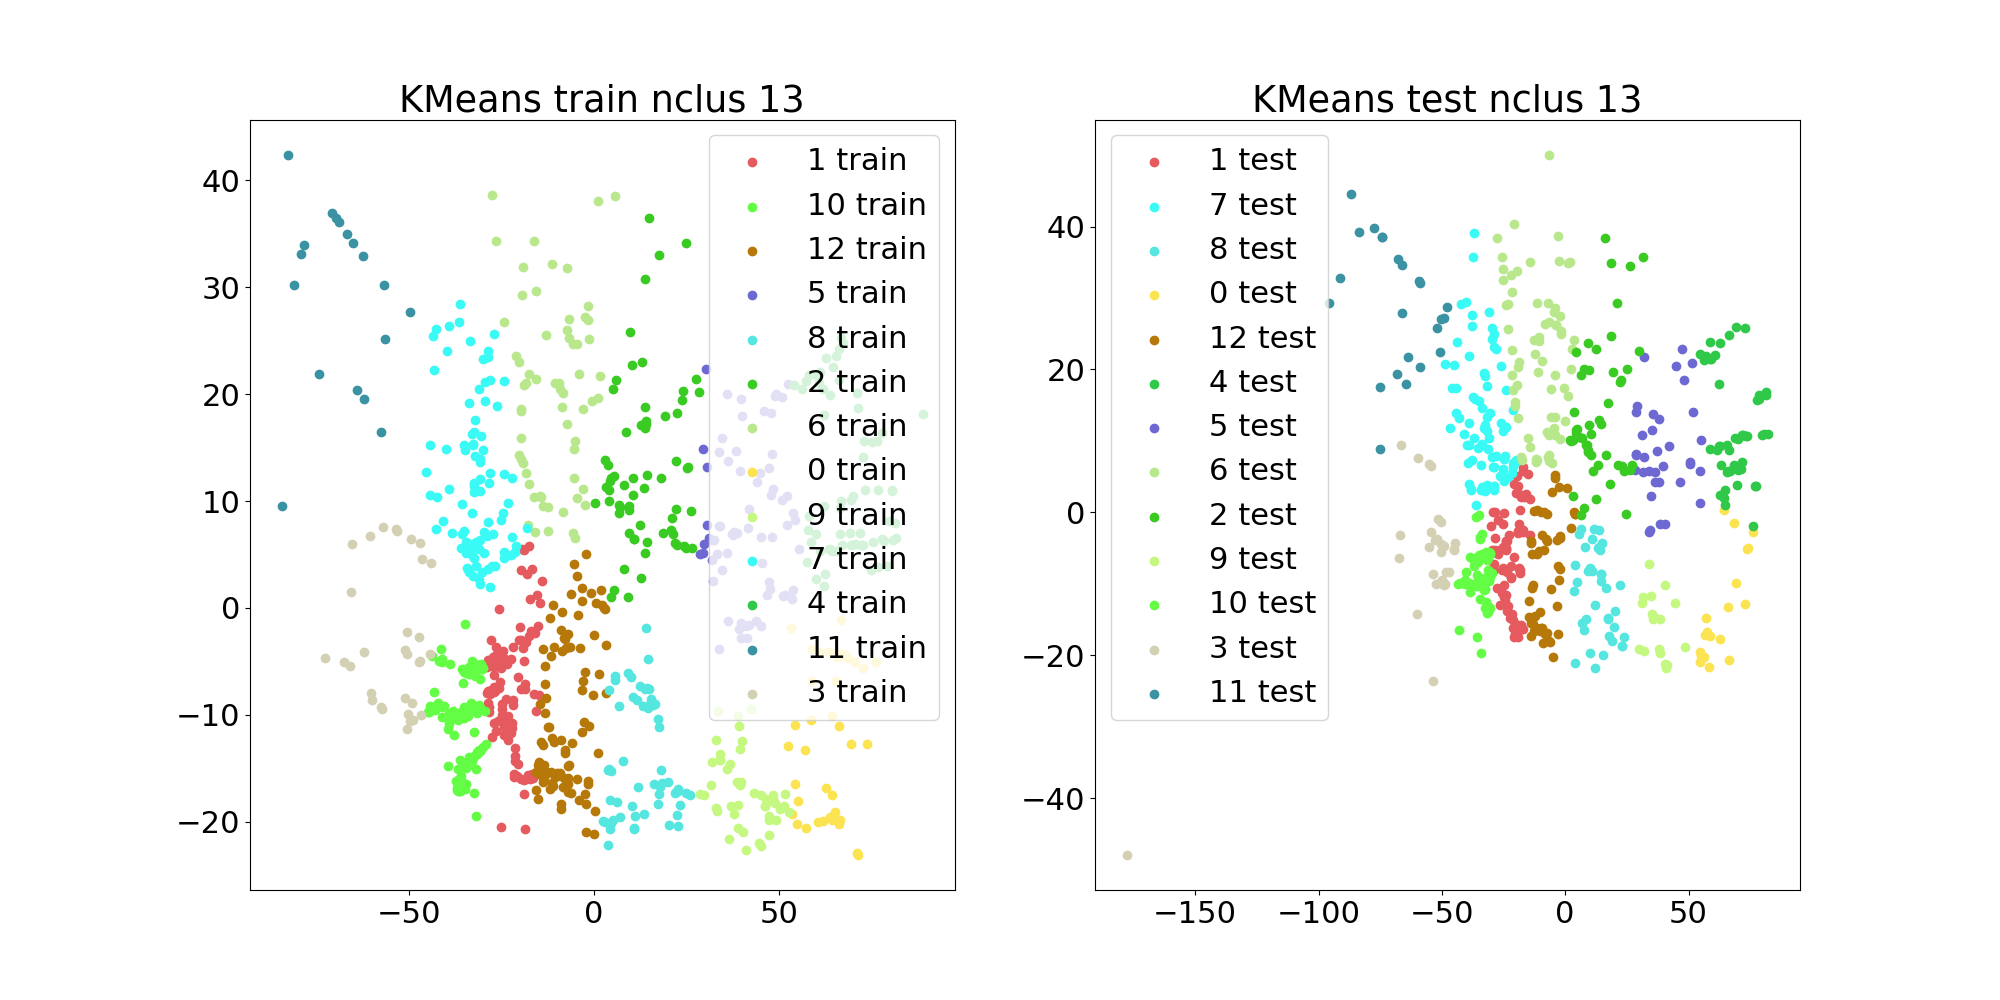 KMeans train nclus 13
40
30
20
10
0
−10
−20
−50
0
50
1 train
10 train
12 train
5 train
8 train
2 train
6 train
0 train
9 train
7 train
4 train
11 train
3 train
KMeans test nclus 13
40
20
0
−20
−40
−150
−100
−50
0
50
1 test
7 test
8 test
0 test
12 test
4 test
5 test
6 test
2 test
9 test
10 test
3 test
11 test